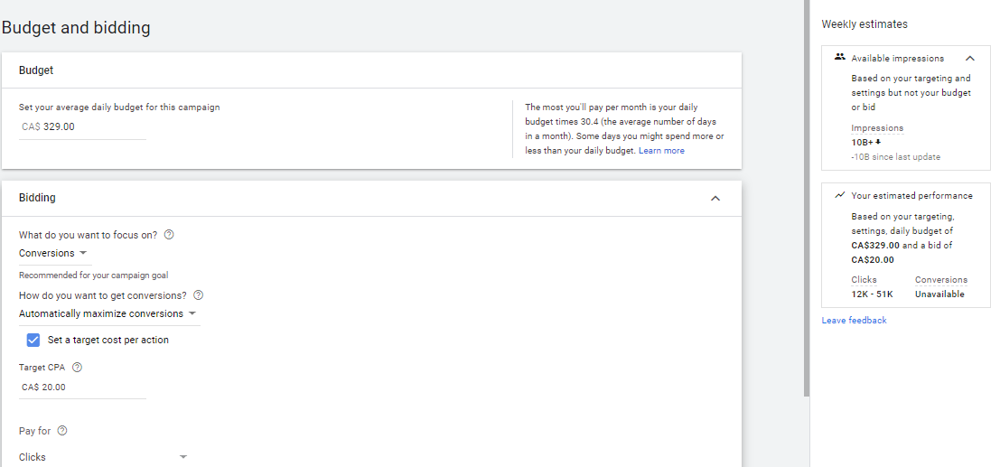 Budget and bidding
Budget
Set your average daily budget for this campaign
CA$ 329.00
The most you'll pay per month is your daily
budget times 30.4 (the average number of days
in a month). Some days you might spend more or
less than your daily budget. Learn more
Bidding
What do you want to focus on?
Conversions
Recommended for your campaign goal
How do you want to get conversions?
Automatically maximize conversions
Set a target cost per action
Target CPA
CA$ 20.00
Pay for
Clicks
Weekly estimates
Available impressions
Based on your targeting and
settings but not your budget
or bid
Impressions
10B+
-10B since last update
Your estimated performance
Based on your targeting,
settings, daily budget of
CA$329.00 and a bid of
CA$20.00
Clicks Conversions
12K - 51K Unavailable
Leave feedback